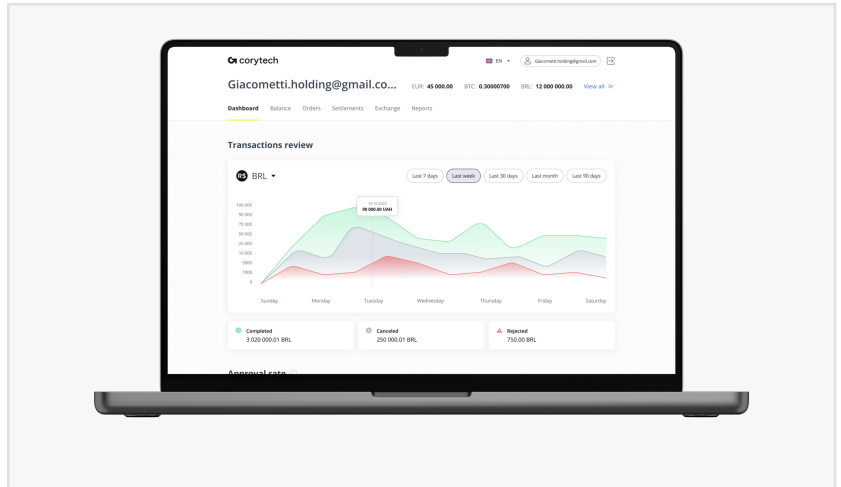 corytech
EN
Giacometti.holding@gmail.com
Giacometti.holding@gmail.co...
EUR: 45 000.00
BTC: 0.30000700
BRL: 12 000 000.00
View all
Dashboard
Balance
Orders
Settlements
Exchange
Reports
Transactions review
R$ BRL
Last 7 days
Last week
Last 30 days
Last month
Last 90 days
100 000
90 000
75 000
50 000
25 000
10 000
5000
1000
0
90 000.00 UAH
Sunday
Monday
Tuesday
Wednesday
Thursday
Friday
Saturday
Completed
3 020 000.01 BRL
Canceled
250 000.01 BRL
Rejected
750.00 BRL
Approval rate